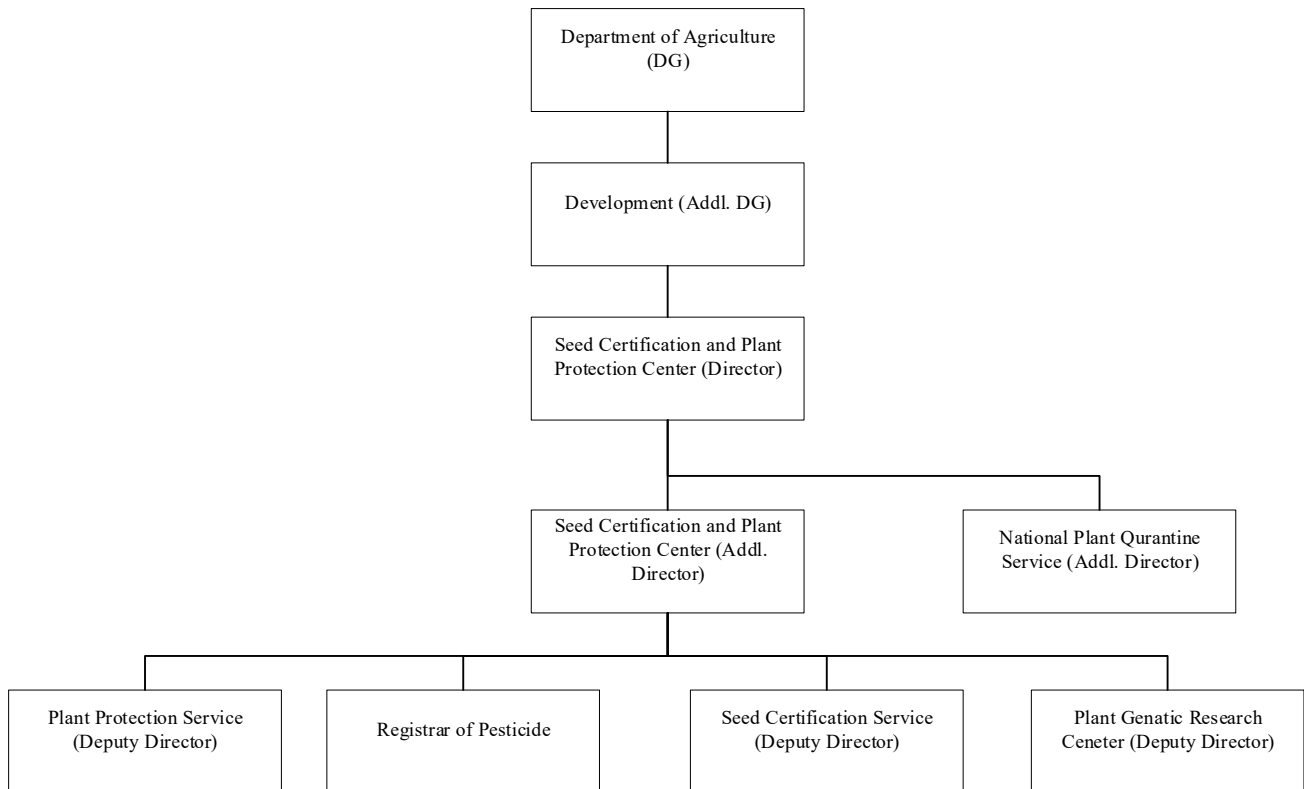 Department of Agriculture
(DG)
Development (Addl. DG)
Seed Certification and Plant
Protection Center (Director)
Seed Certification and Plant
Protection Center (Addl.
Director)
National Plant Qurantine
Service (Addl. Director)
Plant Protection Service
(Deputy Director)
Registrar of Pesticide
Seed Certification Service
(Deputy Director)
Plant Genatic Research
Ceneter (Deputy Director)